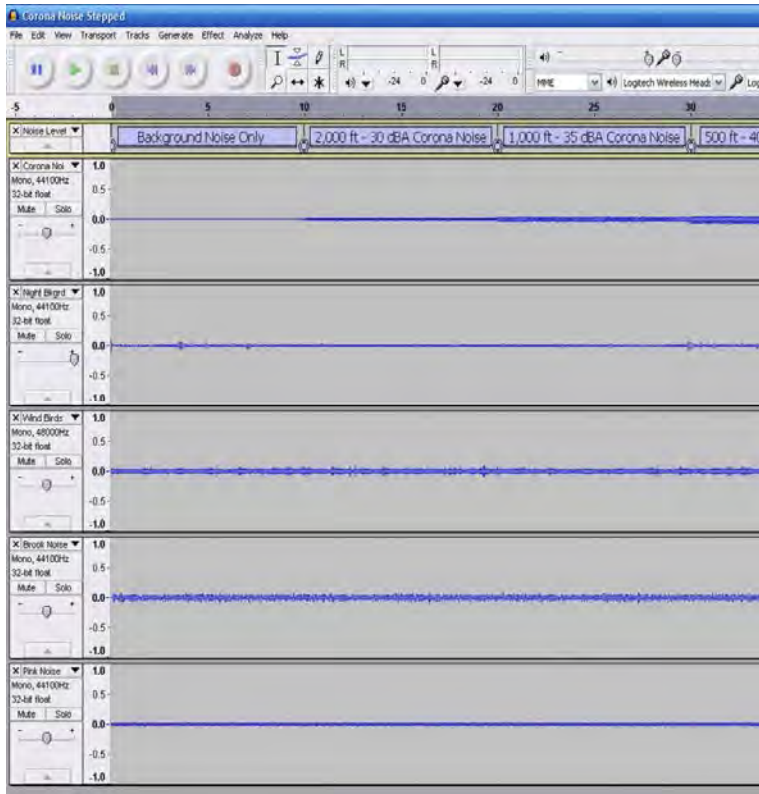 Corona Noise Stepped
File Edit View Transport Tracks Generate Effect Analyze Help
L R -24 0 L R -24 0
MME Logitech Wireless Heads Log
-5 0 5 10 15 20 25 30
X Noise Level Background Noise Only 2,000 ft - 30 dBA Corona Noise 1,000 ft - 35 dBA Corona Noise 500 ft - 40
X Corona Noi 1.0
Mono, 44100Hz
32-bit float 0.5
Mute Solo
- + 0.0
-0.5
-1.0
X Night Bkgrd 1.0
Mono, 44100Hz
32-bit float 0.5
Mute Solo
- 0.0
-0.5
-1.0
X Wind Birds 1.0
Mono, 48000Hz
32-bit float 0.5
Mute Solo
- + 0.0
-0.5
-1.0
X Brook Noise 1.0
Mono, 44100Hz
32-bit float 0.5
Mute Solo
- + 0.0
-0.5
-1.0
X Pink Noise 1.0
Mono, 44100Hz
32-bit float 0.5
Mute Solo
- + 0.0
-0.5
-1.0